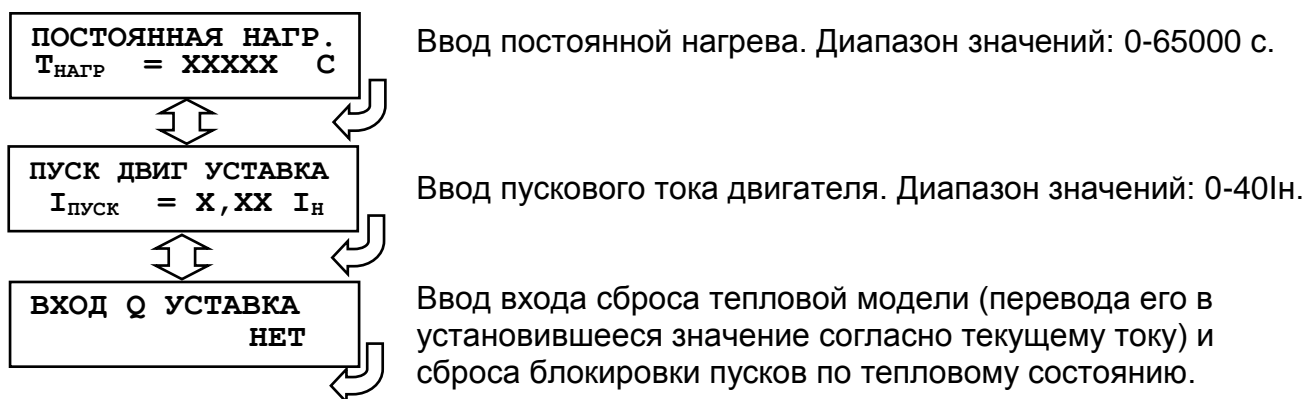 ПОСТОЯННАЯ НАГР.
TНАГР = XXXXX С
Ввод постоянной нагрева. Диапазон значений: 0-65000 с.
ПУСК ДВИГ УСТАВКА
IПУСК = X,XX IН
Ввод пускового тока двигателя. Диапазон значений: 0-40Iн.
ВХОД Q УСТАВКА
НЕТ
Ввод входа сброса тепловой модели (перевода его в
установившееся значение согласно текущему току) и
сброса блокировки пусков по тепловому состоянию.